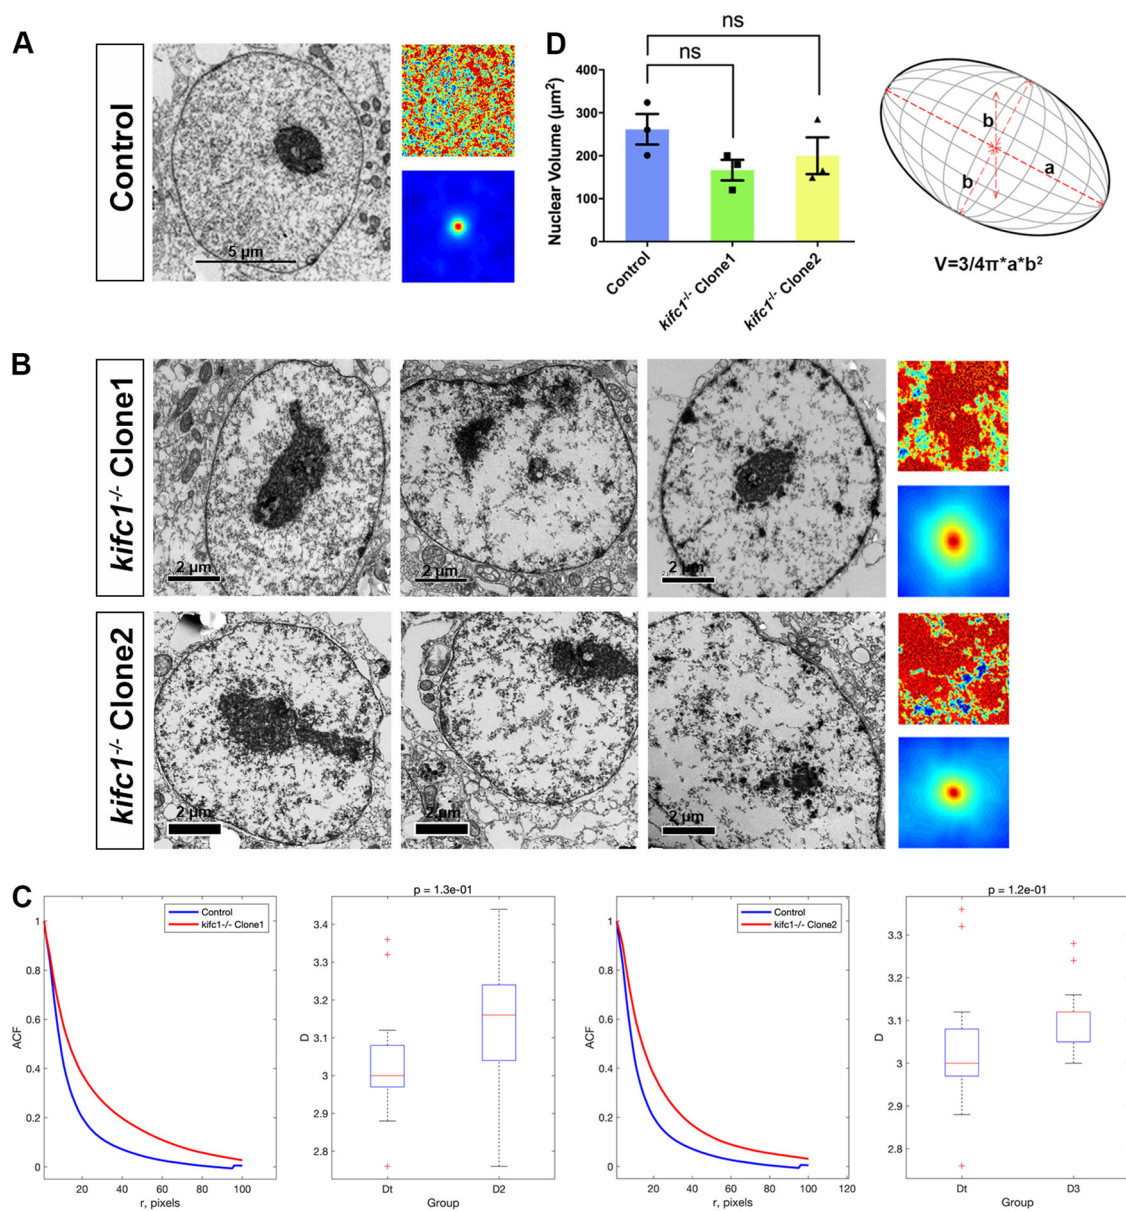 A
Control
5 µm
D
ns
ns
Nuclear Volume (µm²)
400
300
200
100
0
Control
kifc1⁻/⁻ Clone1
kifc1⁻/⁻ Clone2
b
b
a
V=3/4π*a*b²
B
kifc1⁻/⁻ Clone1
2 µm
2 µm
2 µm
kifc1⁻/⁻ Clone2
2 µm
2 µm
2 µm
C
Control
kifc1-/- Clone1
ACF
1
0.8
0.6
0.4
0.2
0
20
40
60
80
100
r, pixels
p = 1.3e-01
D
3.4
3.3
3.2
3.1
3
2.9
2.8
Dt
D2
Group
Control
kifc1-/- Clone2
ACF
1
0.8
0.6
0.4
0.2
0
20
40
60
80
100
120
r, pixels
p = 1.2e-01
D
3.3
3.2
3.1
3
2.9
2.8
Dt
D3
Group